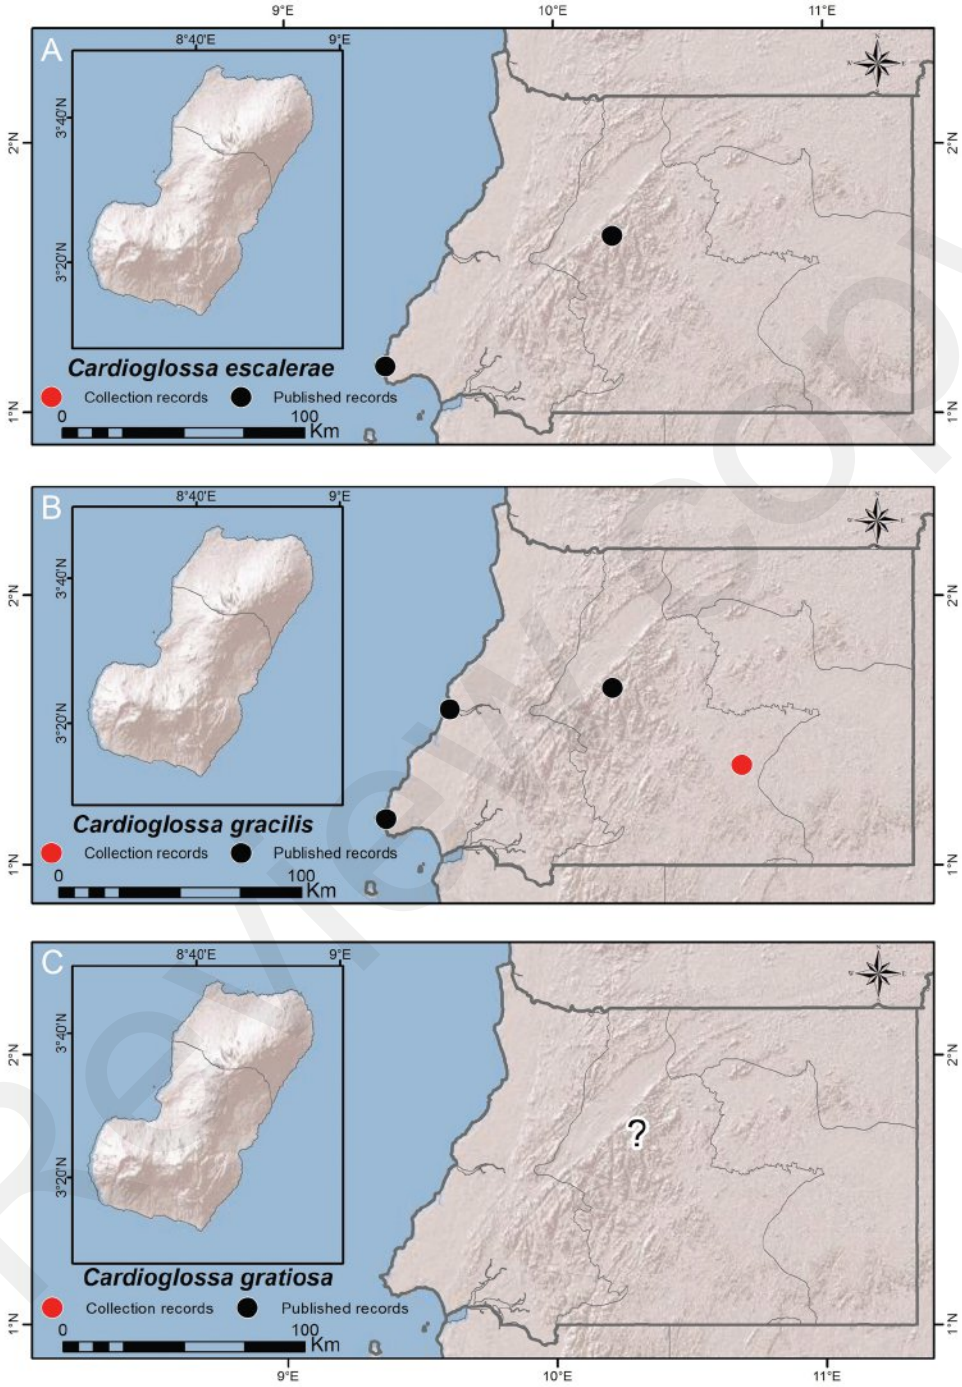 9°E 10°E 11°E
A
8°40'E 9°E
3°40'N
3°20'N
2°N 2°N
1°N 1°N
N
W E
S
Cardioglossa escalerae
Collection records Published records
0 100
Km
B
8°40'E 9°E
3°40'N
3°20'N
2°N 2°N
1°N 1°N
N
W E
S
Cardioglossa gracilis
Collection records Published records
0 100
Km
C
8°40'E 9°E
3°40'N
3°20'N
2°N 2°N
1°N 1°N
N
W E
S
?
Cardioglossa gratiosa
Collection records Published records
0 100
Km
9°E 10°E 11°E
Review copy